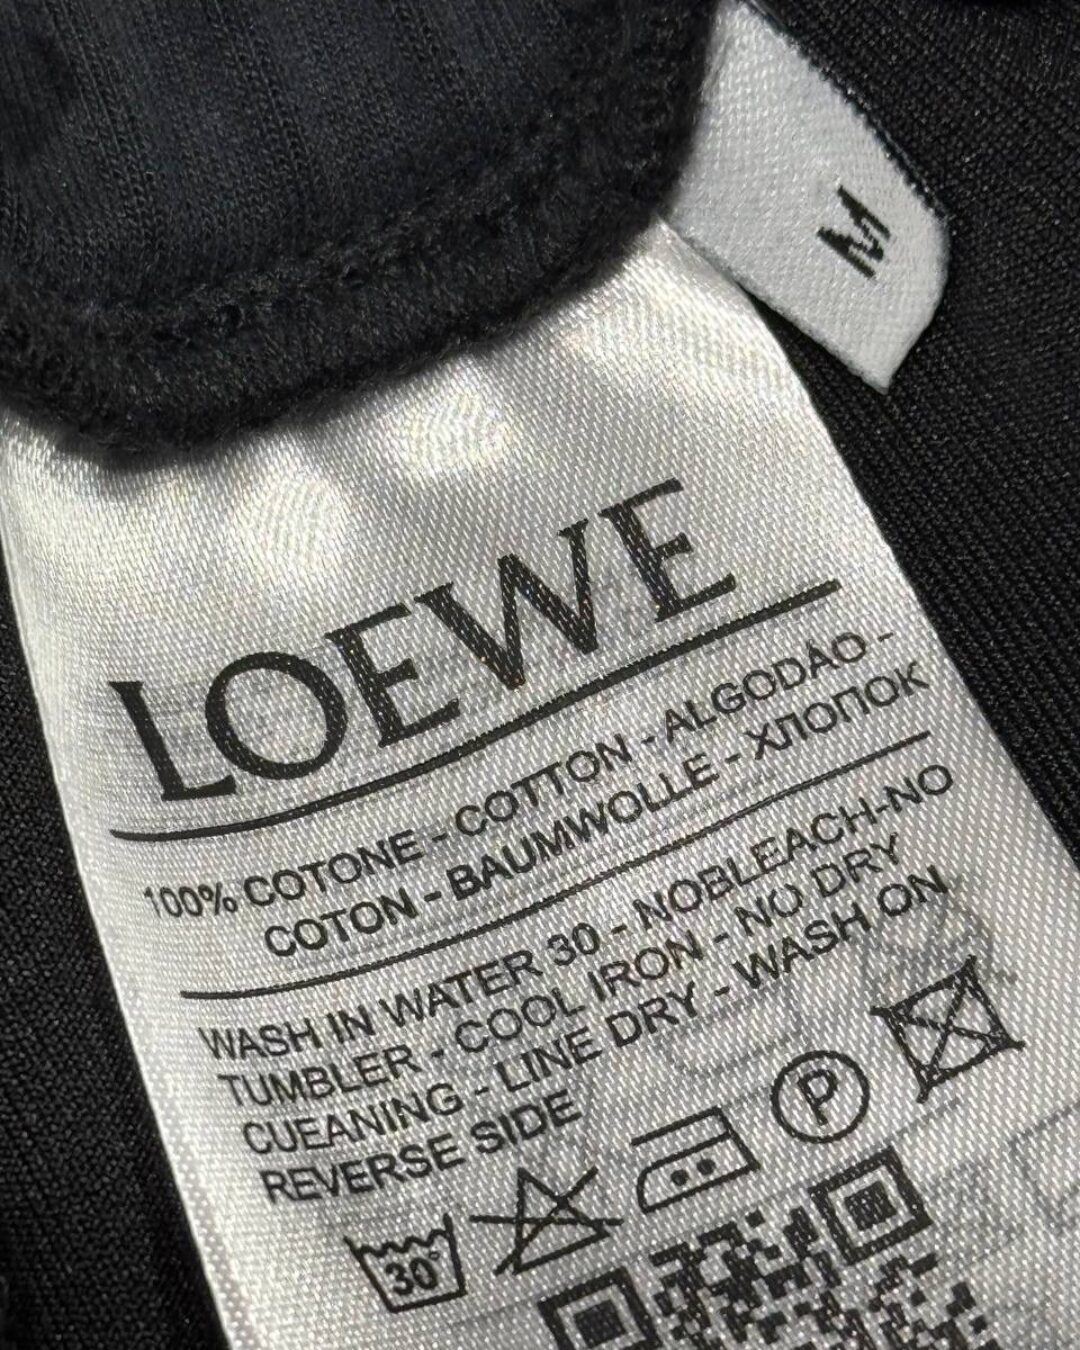 M
LOEWE
100% COTONE - COTTON - ALGODÃO -
COTON - BAUMWOLLE - ХЛОПОК
WASH IN WATER 30 - NOBLEACH-NO
TUMBLER - COOL IRON - NO DRY
CUEANING - LINE DRY - WASH ON
REVERSE SIDE
30°
P